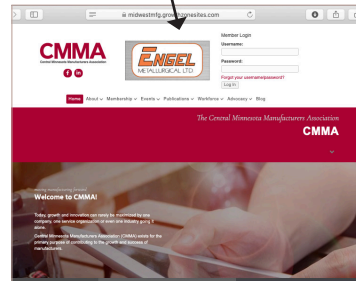 midwestmfg.growthzonesites.com
CMMA
Central Minnesota Manufacturers Association
f in
ENGEL
METALLURGICAL LTD
Member Login
Username:
Password:
Forgot your username/password?
Log In
Home About Membership Events Publications Workforce Advocacy Blog
The Central Minnesota Manufacturers Association
CMMA
Welcome to CMMA!
Today, growth and innovation can rarely be maximized by one
company, one service organization or even one industry going it
alone.
Central Minnesota Manufacturers Association (CMMA) exists for the
primary purpose of contributing to the growth and success of
manufacturers.